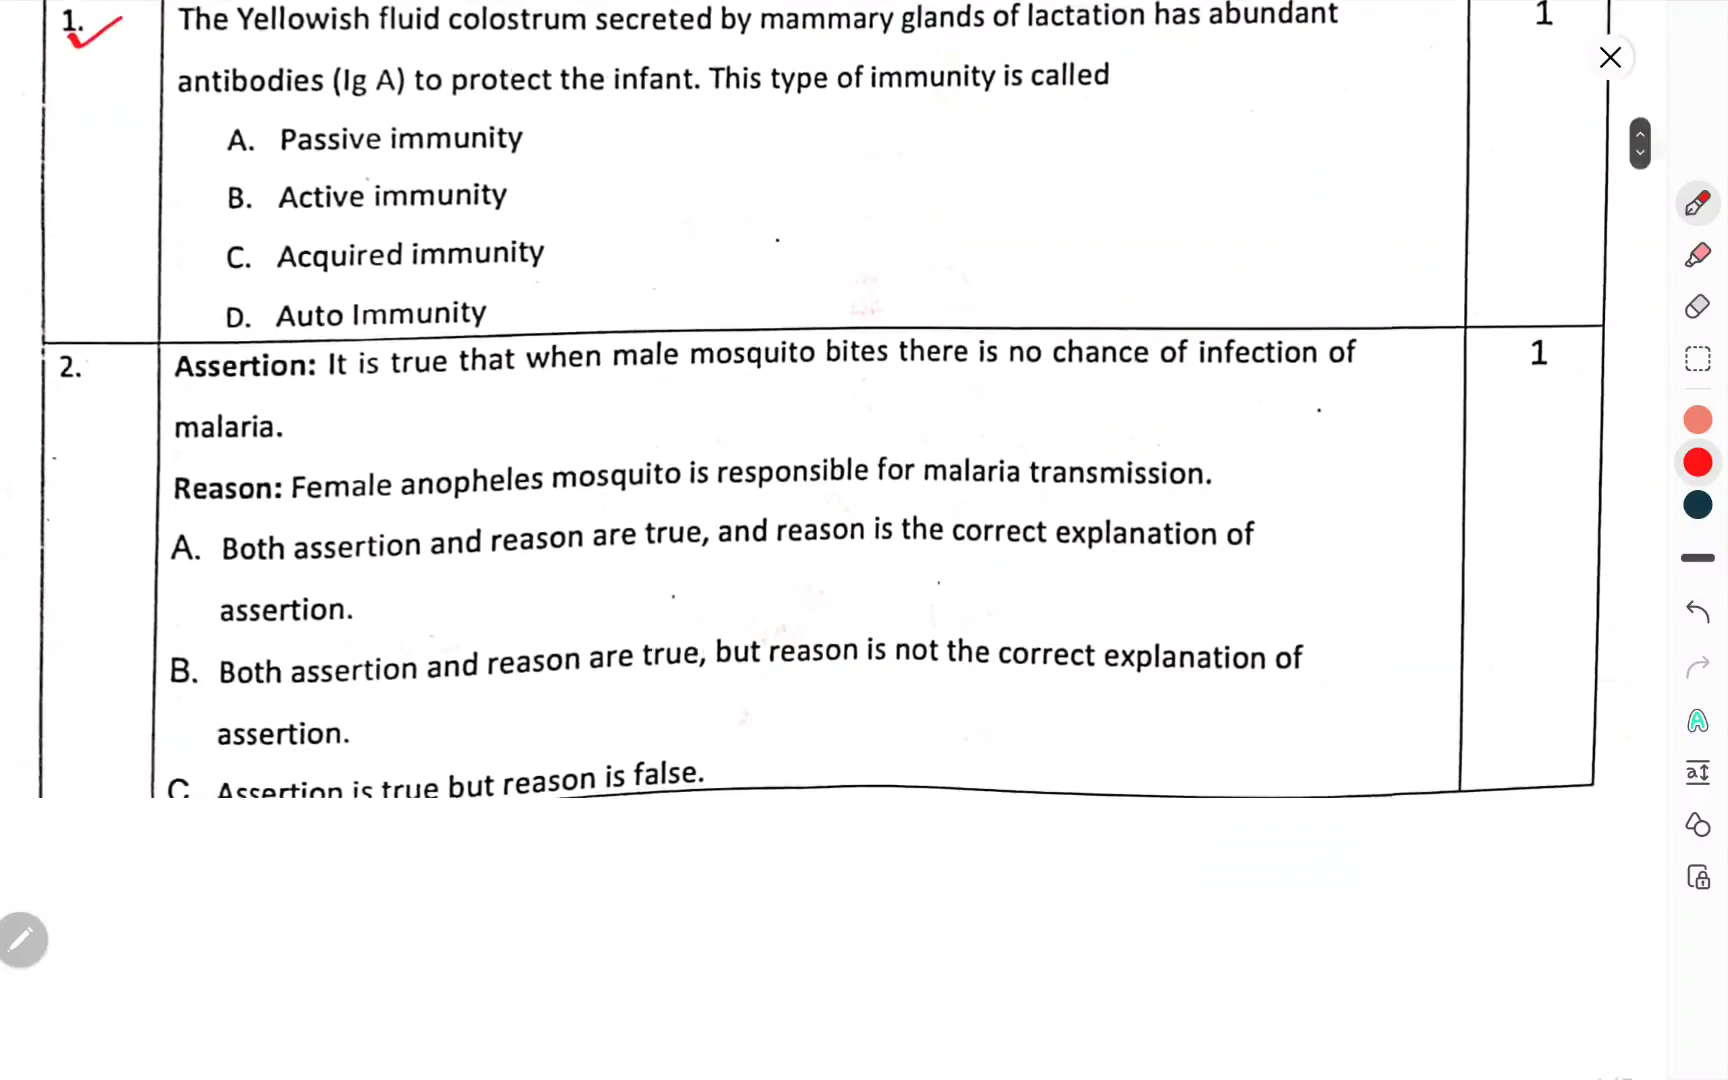 1. The Yellowish fluid colostrum secreted by mammary glands of lactation has abundant 1
antibodies (Ig A) to protect the infant. This type of immunity is called
A. Passive immunity
B. Active immunity
C. Acquired immunity
D. Auto Immunity
2. Assertion: It is true that when male mosquito bites there is no chance of infection of 1
malaria.
Reason: Female anopheles mosquito is responsible for malaria transmission.
A. Both assertion and reason are true, and reason is the correct explanation of
assertion.
B. Both assertion and reason are true, but reason is not the correct explanation of
assertion.
C Assertion is true but reason is false.